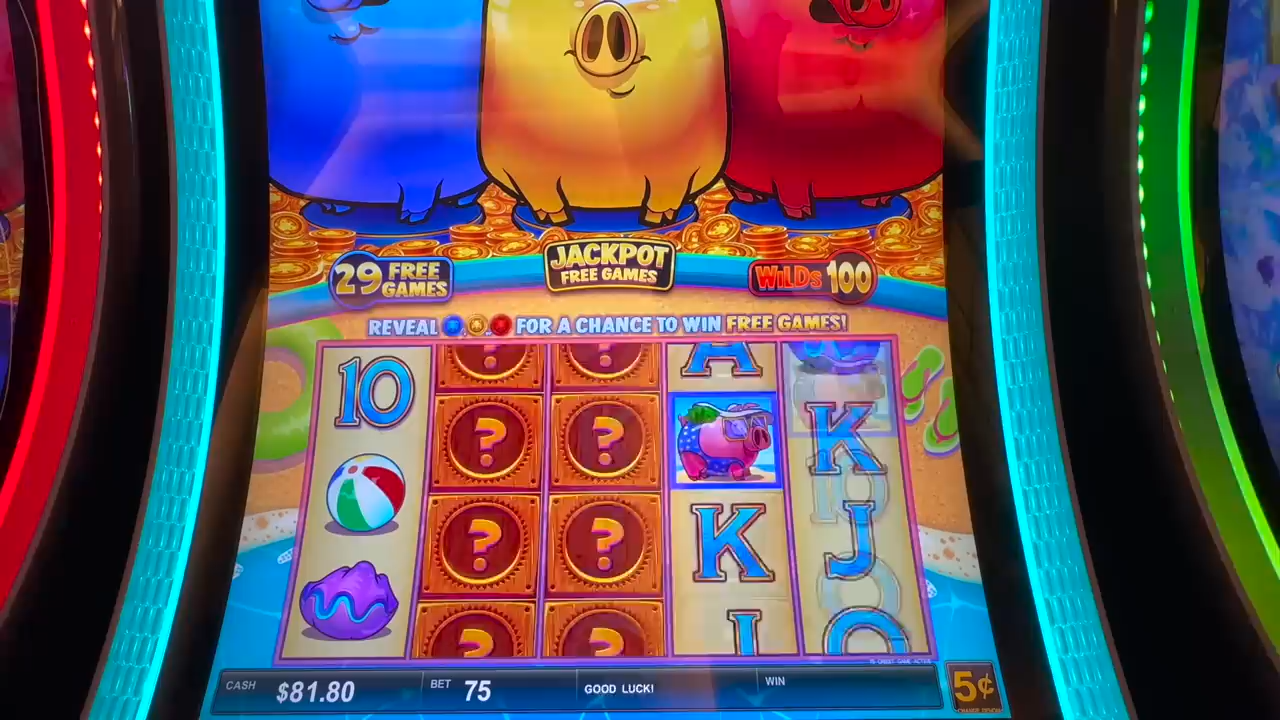 29 FREE GAMES
JACKPOT FREE GAMES
WILDS 100
REVEAL FOR A CHANCE TO WIN FREE GAMES!
10
? ?
A
? ?
K
K
? ?
J
J
? ?
Q
CASH $81.80
BET 75
GOOD LUCK!
WIN
5¢